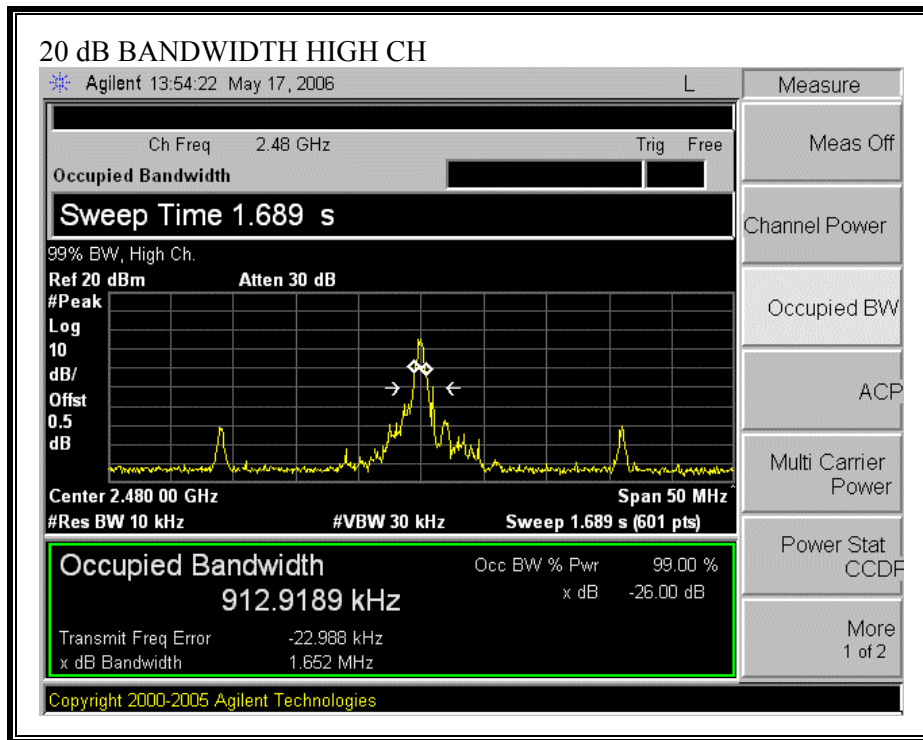 20 dB BANDWIDTH HIGH CH
Agilent 13:54:22 May 17, 2006 L
Measure
Ch Freq 2.48 GHz Trig Free
Meas Off
Occupied Bandwidth
Sweep Time 1.689 s
Channel Power
99% BW, High Ch.
Ref 20 dBm Atten 30 dB
#Peak
Log
10
dB/
Offst
0.5
dB
Occupied BW
ACP
Multi Carrier
Power
Center 2.480 00 GHz Span 50 MHz
#Res BW 10 kHz #VBW 30 kHz Sweep 1.689 s (601 pts)
Power Stat
CCDF
Occupied Bandwidth Occ BW % Pwr 99.00 %
912.9189 kHz x dB -26.00 dB
Transmit Freq Error -22.988 kHz
x dB Bandwidth 1.652 MHz
More
1 of 2
Copyright 2000-2005 Agilent Technologies